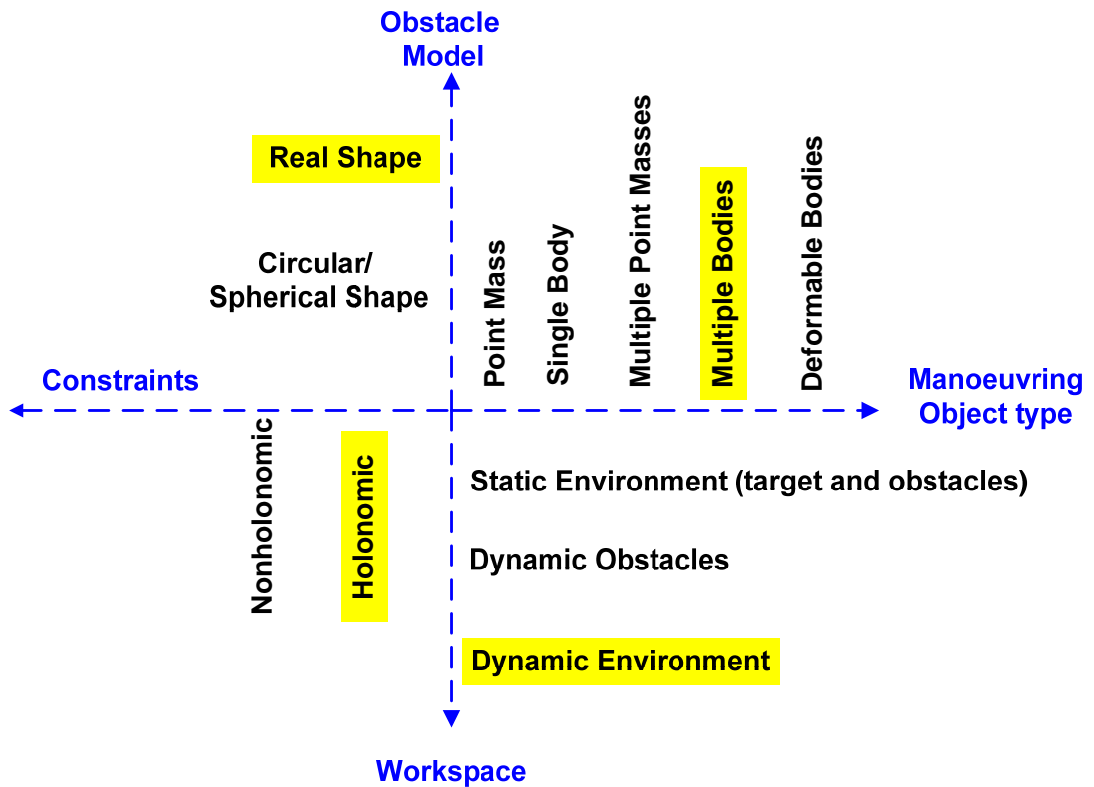 Obstacle
Model
Real Shape
Circular/
Spherical Shape
Point Mass
Single Body
Multiple Point Masses
Multiple Bodies
Deformable Bodies
Constraints
Manoeuvring
Object type
Nonholonomic
Holonomic
Static Environment (target and obstacles)
Dynamic Obstacles
Dynamic Environment
Workspace